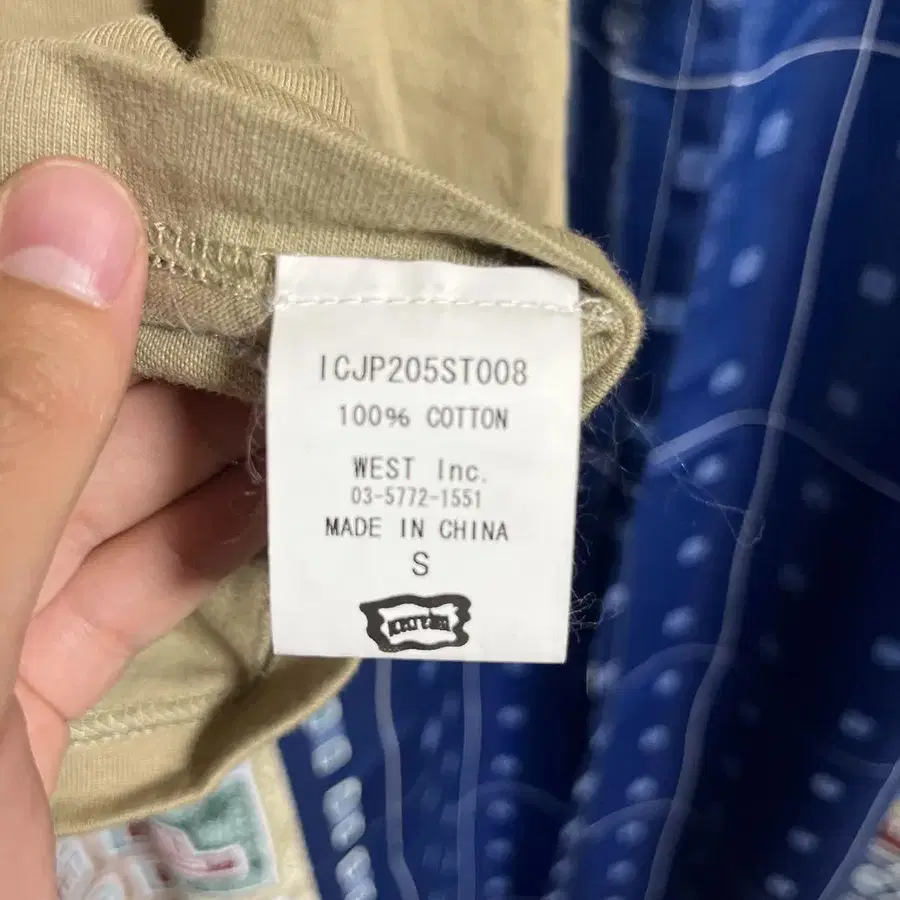 ICJP205ST008
100% COTTON
WEST Inc.
03-5772-1551
MADE IN CHINA
S